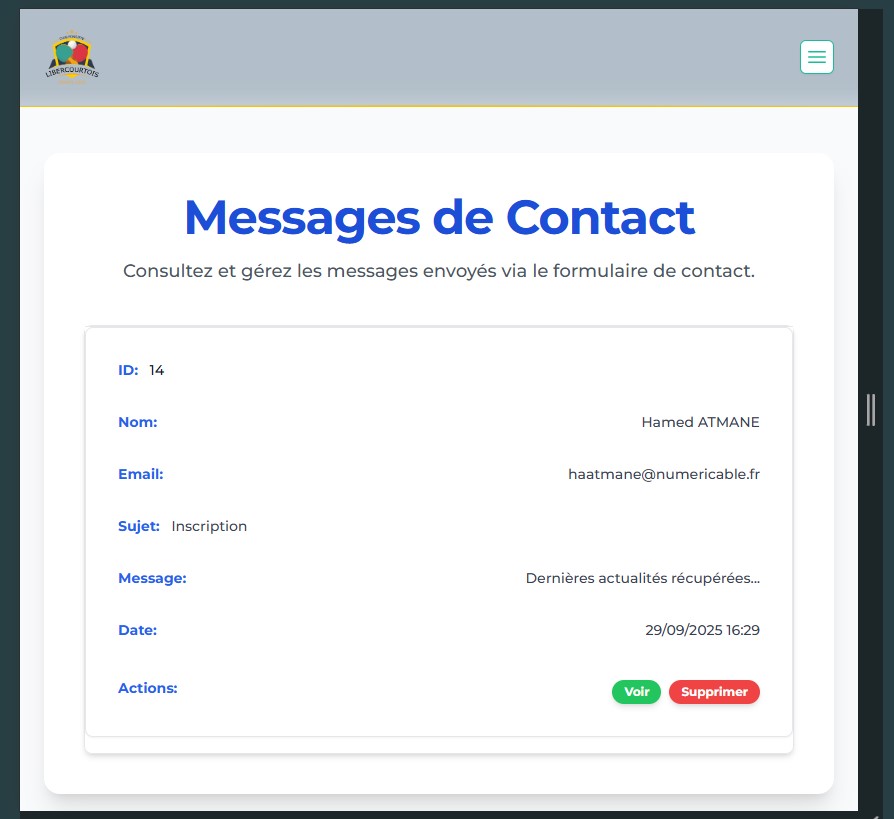 LIBERCOURTOIS
Messages de Contact
Consultez et gérez les messages envoyés via le formulaire de contact.
ID: 14
Nom: Hamed ATMANE
Email: haatmane@numericable.fr
Sujet: Inscription
Message: Dernières actualités récupérées...
Date: 29/09/2025 16:29
Actions: Voir Supprimer